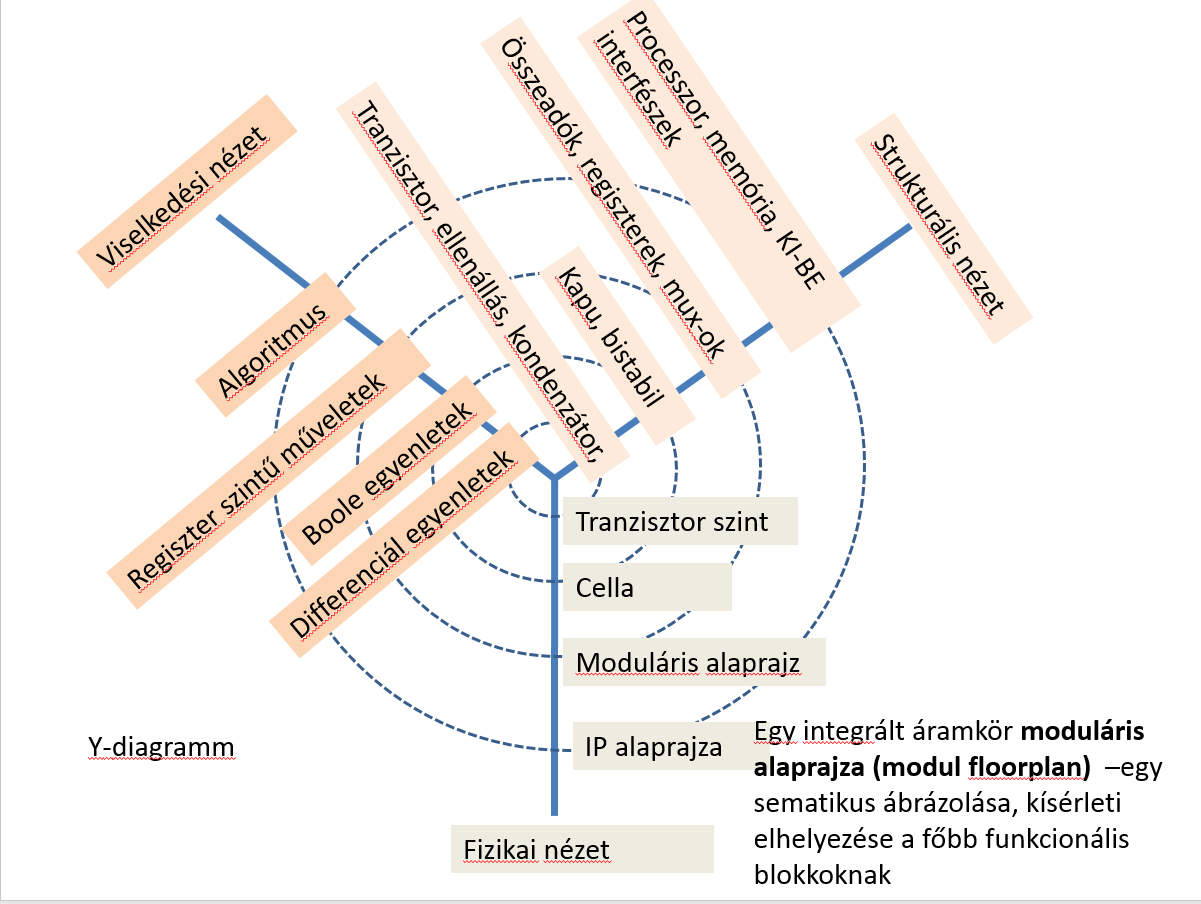 Viselkedési nézet
Algoritmus
Regiszter szintű műveletek
Boole egyenletek
Differenciál egyenletek
Tranzisztor, ellenállás, kondenzátor,
Kapu, bistabil
Összeadók, regiszterek, mux-ok
Processzor, memória, KI-BE
interfészek
Strukturális nézet
Tranzisztor szint
Cella
Moduláris alaprajz
IP alaprajza
Fizikai nézet
Y-diagramm
Egy integrált áramkör moduláris
alaprajza (modul floorplan) –egy
sematikus ábrázolása, kísérleti
elhelyezése a főbb funkcionális
blokkoknak